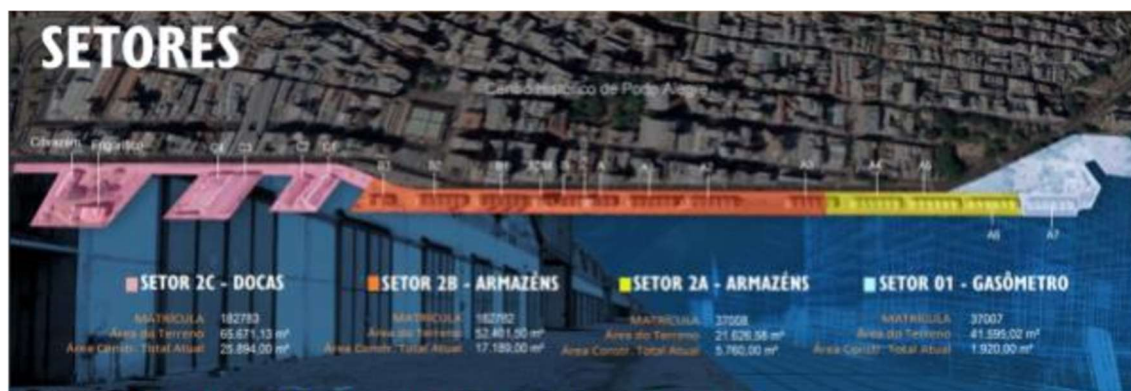 SETORES
Centro Histórico de Porto Alegre
Frigorífico
C4
C3
C2
C1
B3
B2
B1
B
A
A1
A2
A3
A4
A5
A6
A7
SETOR 2C - DOCAS
MATRÍCULA 182783
Área do Terreno 65.671,13 m²
Área Constr. Total Atual 25.894,00 m²
SETOR 2B - ARMAZÉNS
MATRÍCULA 182782
Área do Terreno 52.401,50 m²
Área Constr. Total Atual 17.189,00 m²
SETOR 2A - ARMAZÉNS
MATRÍCULA 37008
Área do Terreno 21.626,58 m²
Área Constr. Total Atual 5.760,00 m²
SETOR 01 - GASÔMETRO
MATRÍCULA 37007
Área do Terreno 41.595,02 m²
Área Constr. Total Atual 1.920,00 m²